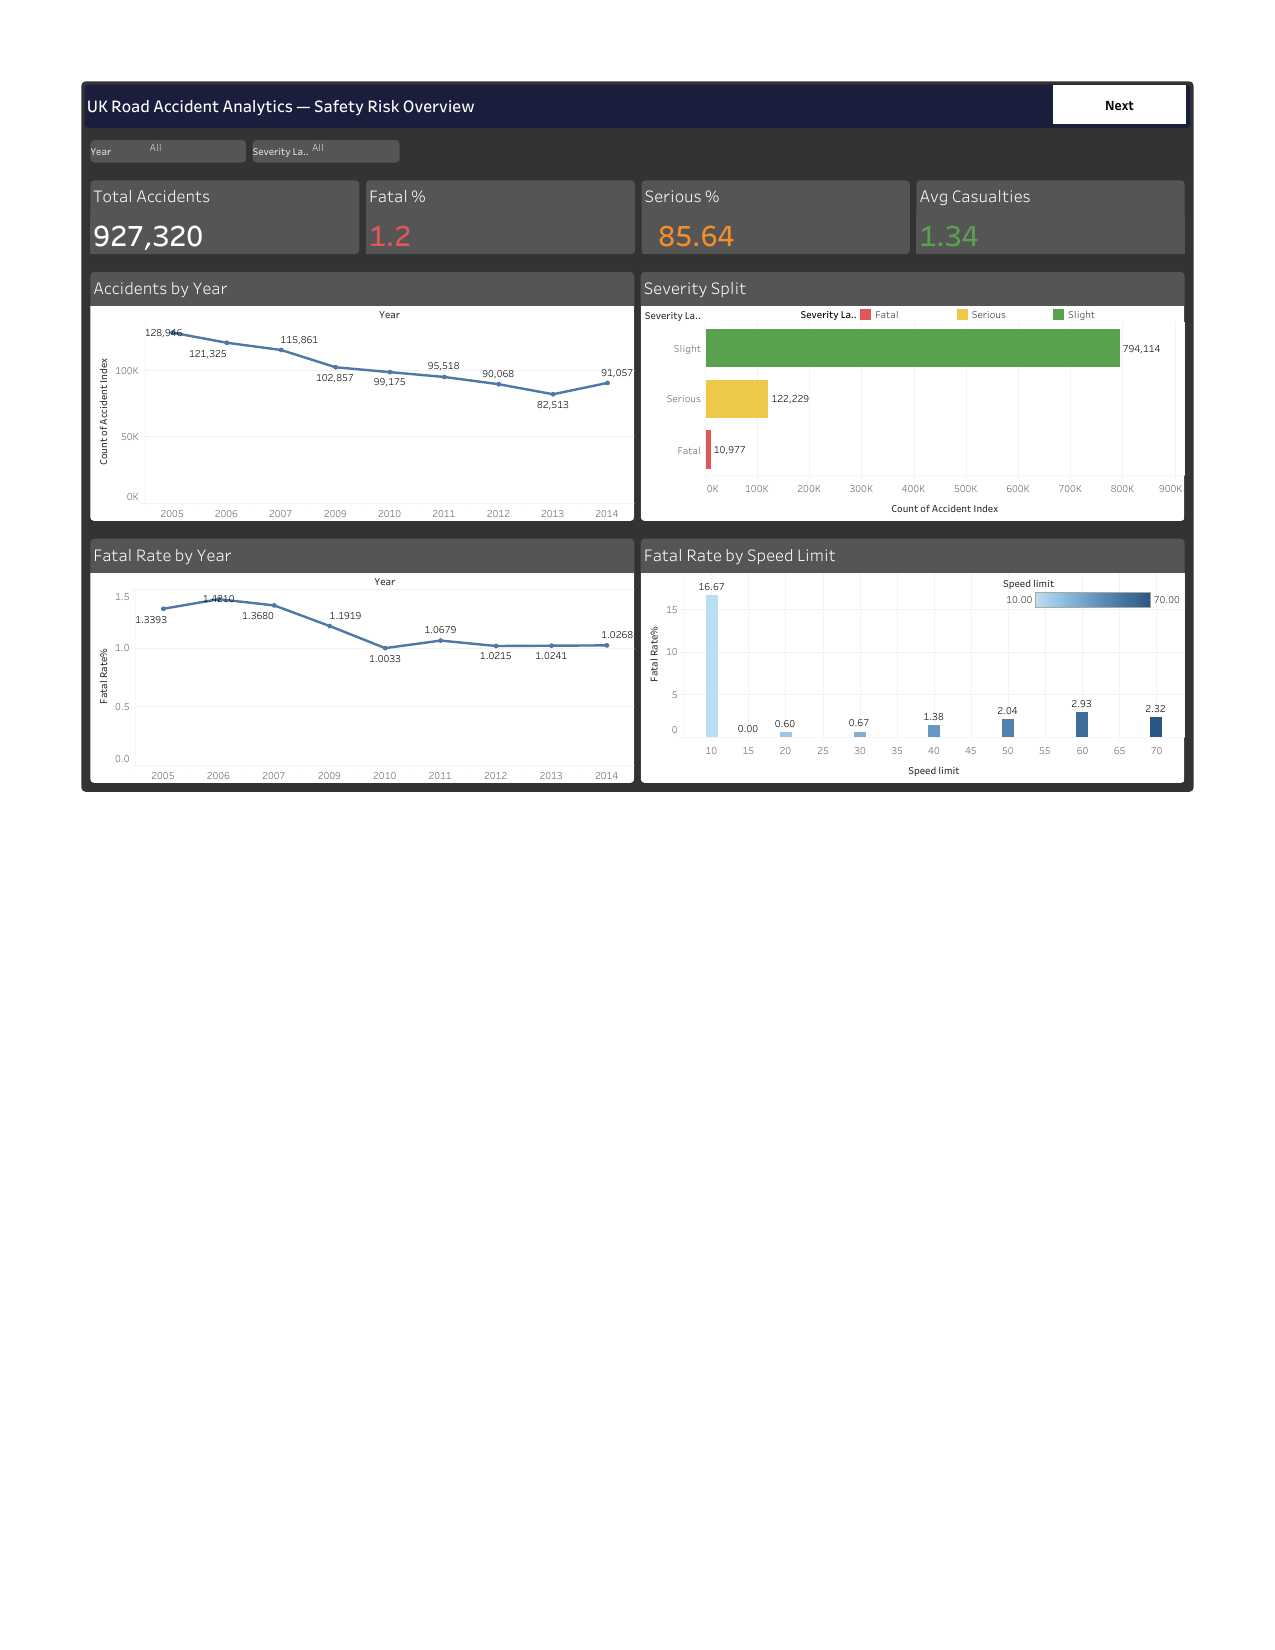 UK Road Accident Analytics — Safety Risk Overview
Next
Year All
Severity La.. All
Total Accidents
927,320
Fatal %
1.2
Serious %
85.64
Avg Casualties
1.34
Accidents by Year
Year
Count of Accident Index
100K
50K
0K
128,946
121,325
115,861
102,857
99,175
95,518
90,068
82,513
91,057
2005 2006 2007 2009 2010 2011 2012 2013 2014
Severity Split
Severity La..
Severity La.. Fatal Serious Slight
Slight 794,114
Serious 122,229
Fatal 10,977
0K 100K 200K 300K 400K 500K 600K 700K 800K 900K
Count of Accident Index
Fatal Rate by Year
Year
Fatal Rate%
1.5
1.0
0.5
0.0
1.3393
1.4210
1.3680
1.1919
1.0033
1.0679
1.0215
1.0241
1.0268
2005 2006 2007 2009 2010 2011 2012 2013 2014
Fatal Rate by Speed Limit
Speed limit
10.00 70.00
Fatal Rate%
15
10
5
0
16.67
0.00
0.60
0.67
1.38
2.04
2.93
2.32
10 15 20 25 30 35 40 45 50 55 60 65 70
Speed limit